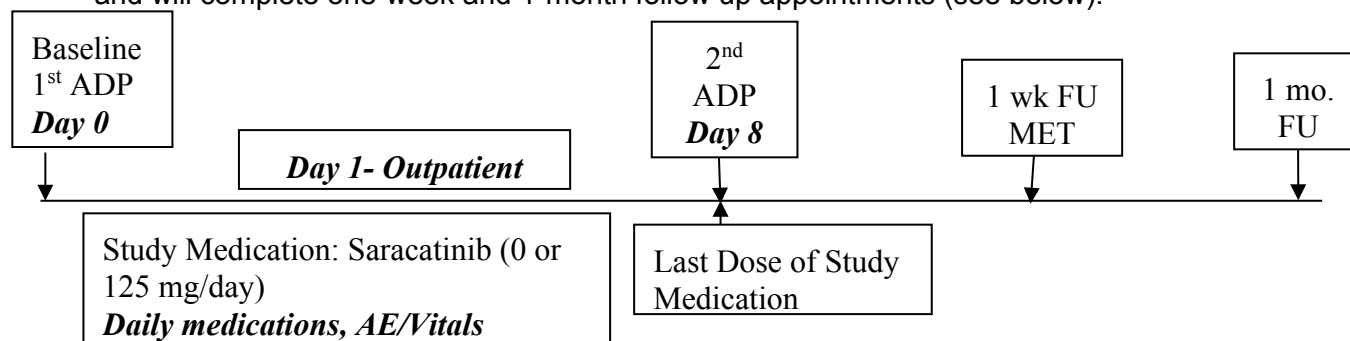 and will complete one-week and 1-month follow up appointments (see below).
Baseline
1st ADP
Day 0
2nd
ADP
Day 8
1 wk FU
MET
1 mo.
FU
Day 1- Outpatient
Study Medication: Saracatinib (0 or
125 mg/day)
Daily medications, AE/Vitals
Last Dose of Study
Medication